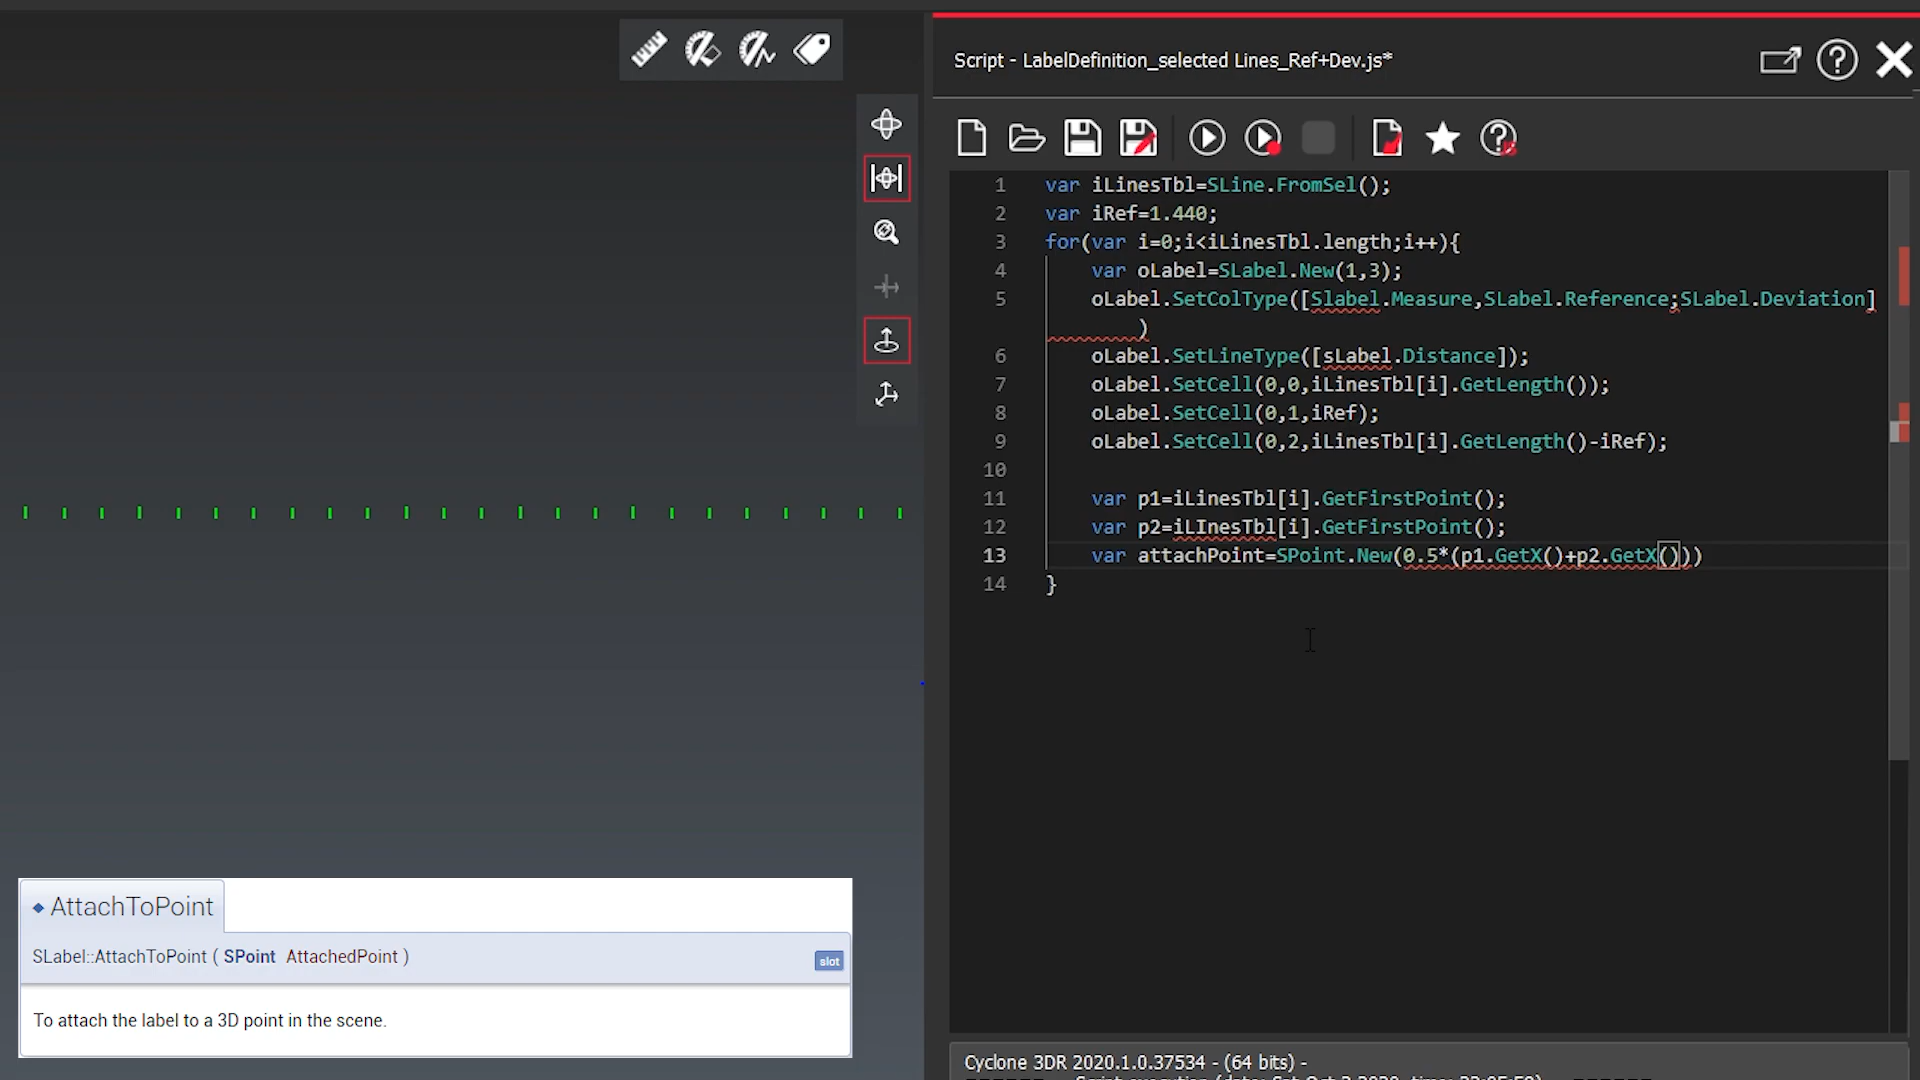 Script - LabelDefinition_selected Lines_Ref+Dev.js*
1 var iLinesTbl=SLine.FromSel();
2 var iRef=1.440;
3 for(var i=0;i<iLinesTbl.length;i++){
4 var oLabel=SLabel.New(1,3);
5 oLabel.SetColType([Slabel.Measure,SLabel.Reference;SLabel.Deviation]
)
6 oLabel.SetLineType([sLabel.Distance]);
7 oLabel.SetCell(0,0,iLinesTbl[i].GetLength());
8 oLabel.SetCell(0,1,iRef);
9 oLabel.SetCell(0,2,iLinesTbl[i].GetLength()-iRef);
10
11 var p1=iLinesTbl[i].GetFirstPoint();
12 var p2=iLInesTbl[i].GetFirstPoint();
13 var attachPoint=SPoint.New(0.5*(p1.GetX()+p2.GetX()))
14 }
AttachToPoint
SLabel::AttachToPoint ( SPoint AttachedPoint )
slot
To attach the label to a 3D point in the scene.
Cyclone 3DR 2020.1.0.37534 - (64 bits) -